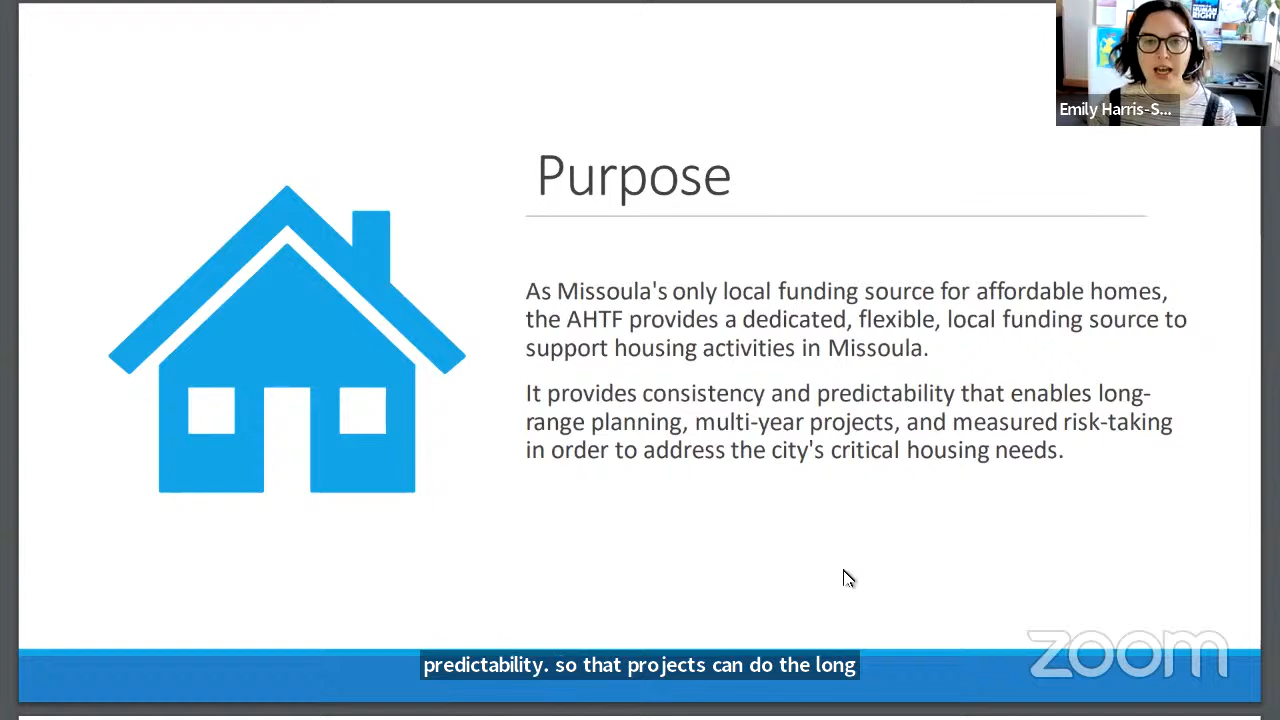 HUMAN
RIGHT
Emily Harris-S...
Purpose
As Missoula's only local funding source for affordable homes,
the AHTF provides a dedicated, flexible, local funding source to
support housing activities in Missoula.
It provides consistency and predictability that enables long-
range planning, multi-year projects, and measured risk-taking
in order to address the city's critical housing needs.
zoom
predictability. so that projects can do the long